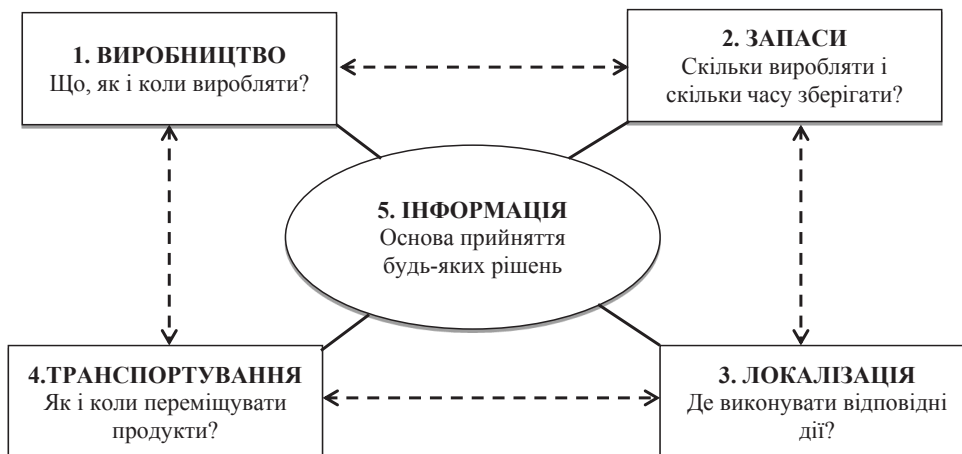 1. ВИРОБНИЦТВО
Що, як і коли виробляти?
2. ЗАПАСИ
Скільки виробляти і
скільки часу зберігати?
5. ІНФОРМАЦІЯ
Основа прийняття
будь-яких рішень
4.ТРАНСПОРТУВАННЯ
Як і коли переміщувати
продукти?
3. ЛОКАЛІЗАЦІЯ
Де виконувати відповідні
дії?